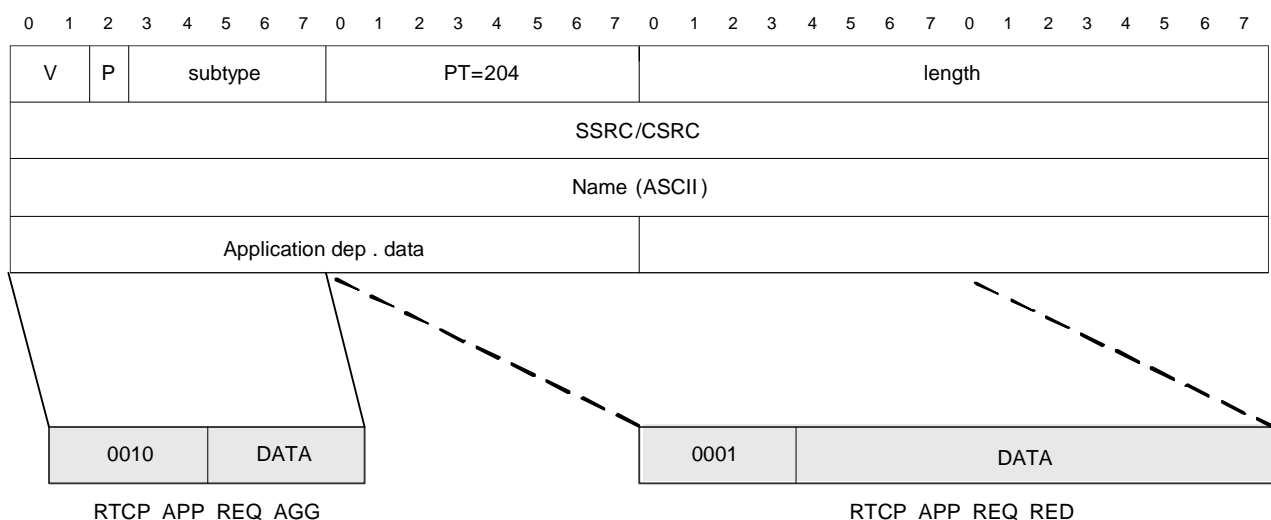 0 1 2 3 4 5 6 7 0 1 2 3 4 5 6 7 0 1 2 3 4 5 6 7 0 1 2 3 4 5 6 7
V P subtype PT=204 length
SSRC/CSRC
Name (ASCII)
Application dep . data
0010 DATA 0001 DATA
RTCP APP REQ AGG RTCP APP REQ RED